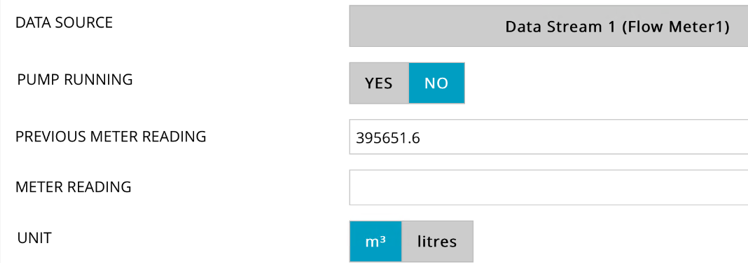 DATA SOURCE Data Stream 1 (Flow Meter1)
PUMP RUNNING YES NO
PREVIOUS METER READING 395651.6
METER READING
UNIT m³ litres